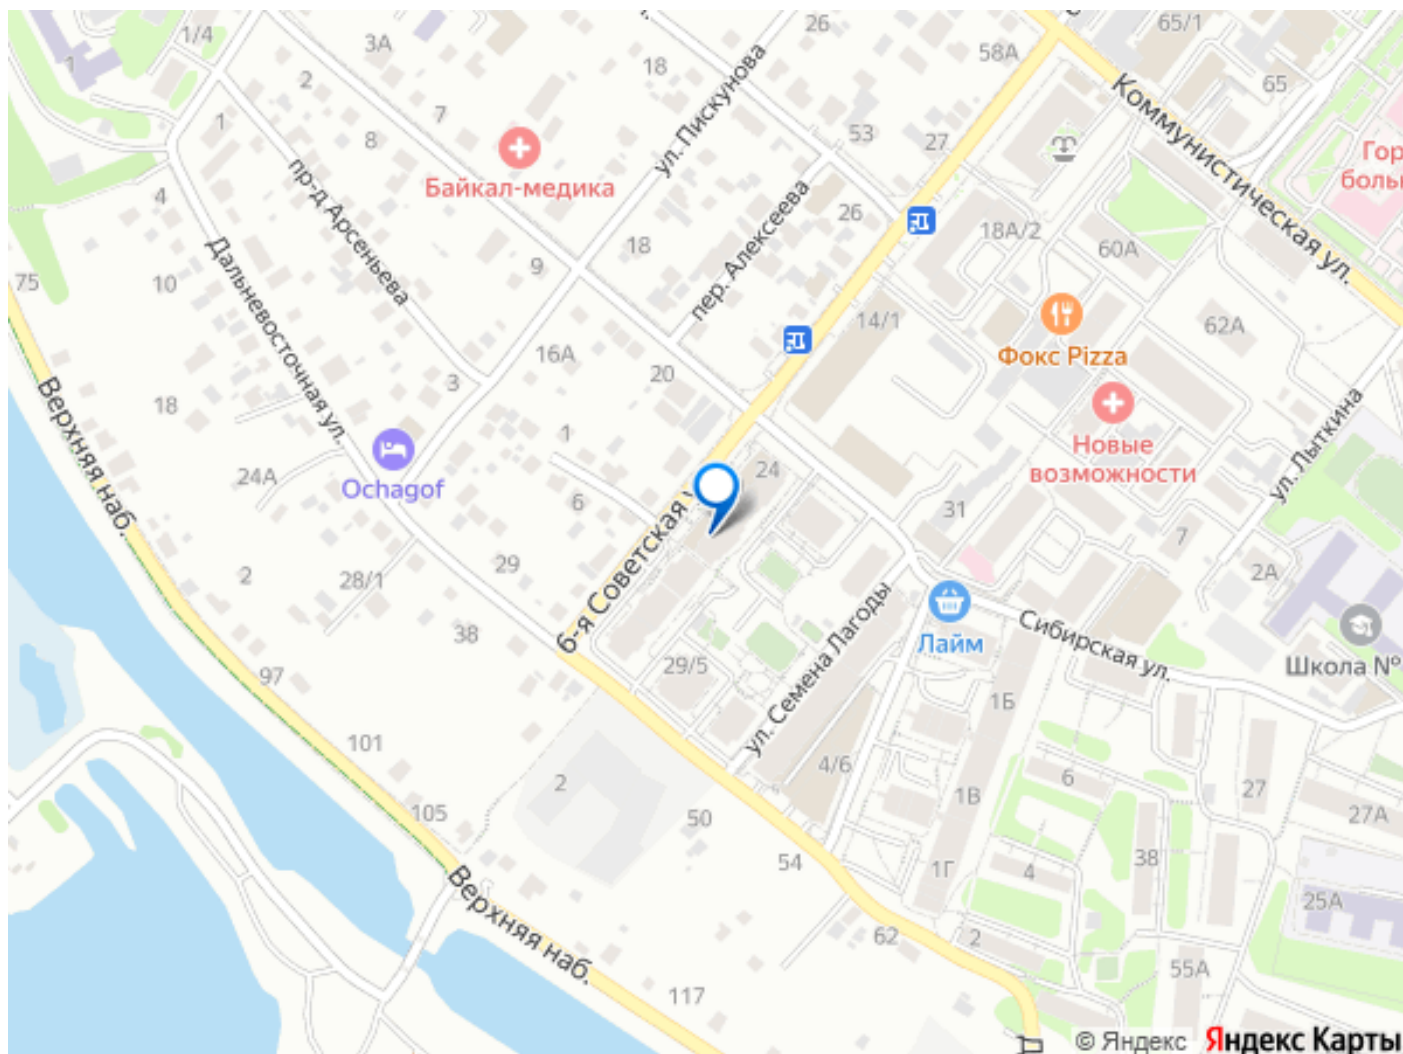 1/4
3А
26
65/1
1
2
18
ул. Пискунова
58А
65
Коммунистическая ул.
7
1
8
53
27
Байкал-медика
Гор
боль
пр-д Арсеньева
4
пер. Алексеева
26
18А/2
60А
Дальневосточная ул.
18
9
75
10
14/1
62А
Фокс Pizza
16А
20
3
Верхняя наб.
18
1
Новые
возможности
ул. Лыткина
24А
Ochagof
24
6
31
7
6-я Советская у
29
2
28/1
2А
38
Лайм
Сибирская ул.
Школа №
29/5
ул. Семена Лагоды
97
1Б
101
4/6
2
105
50
1В
6
27
27А
54
1Г
4
38
25А
Верхняя наб.
62
2
55А
117
© Яндекс Яндекс Карты